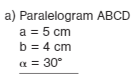 a) Paralelogram ABCD
a = 5 cm
b = 4 cm
α = 30°